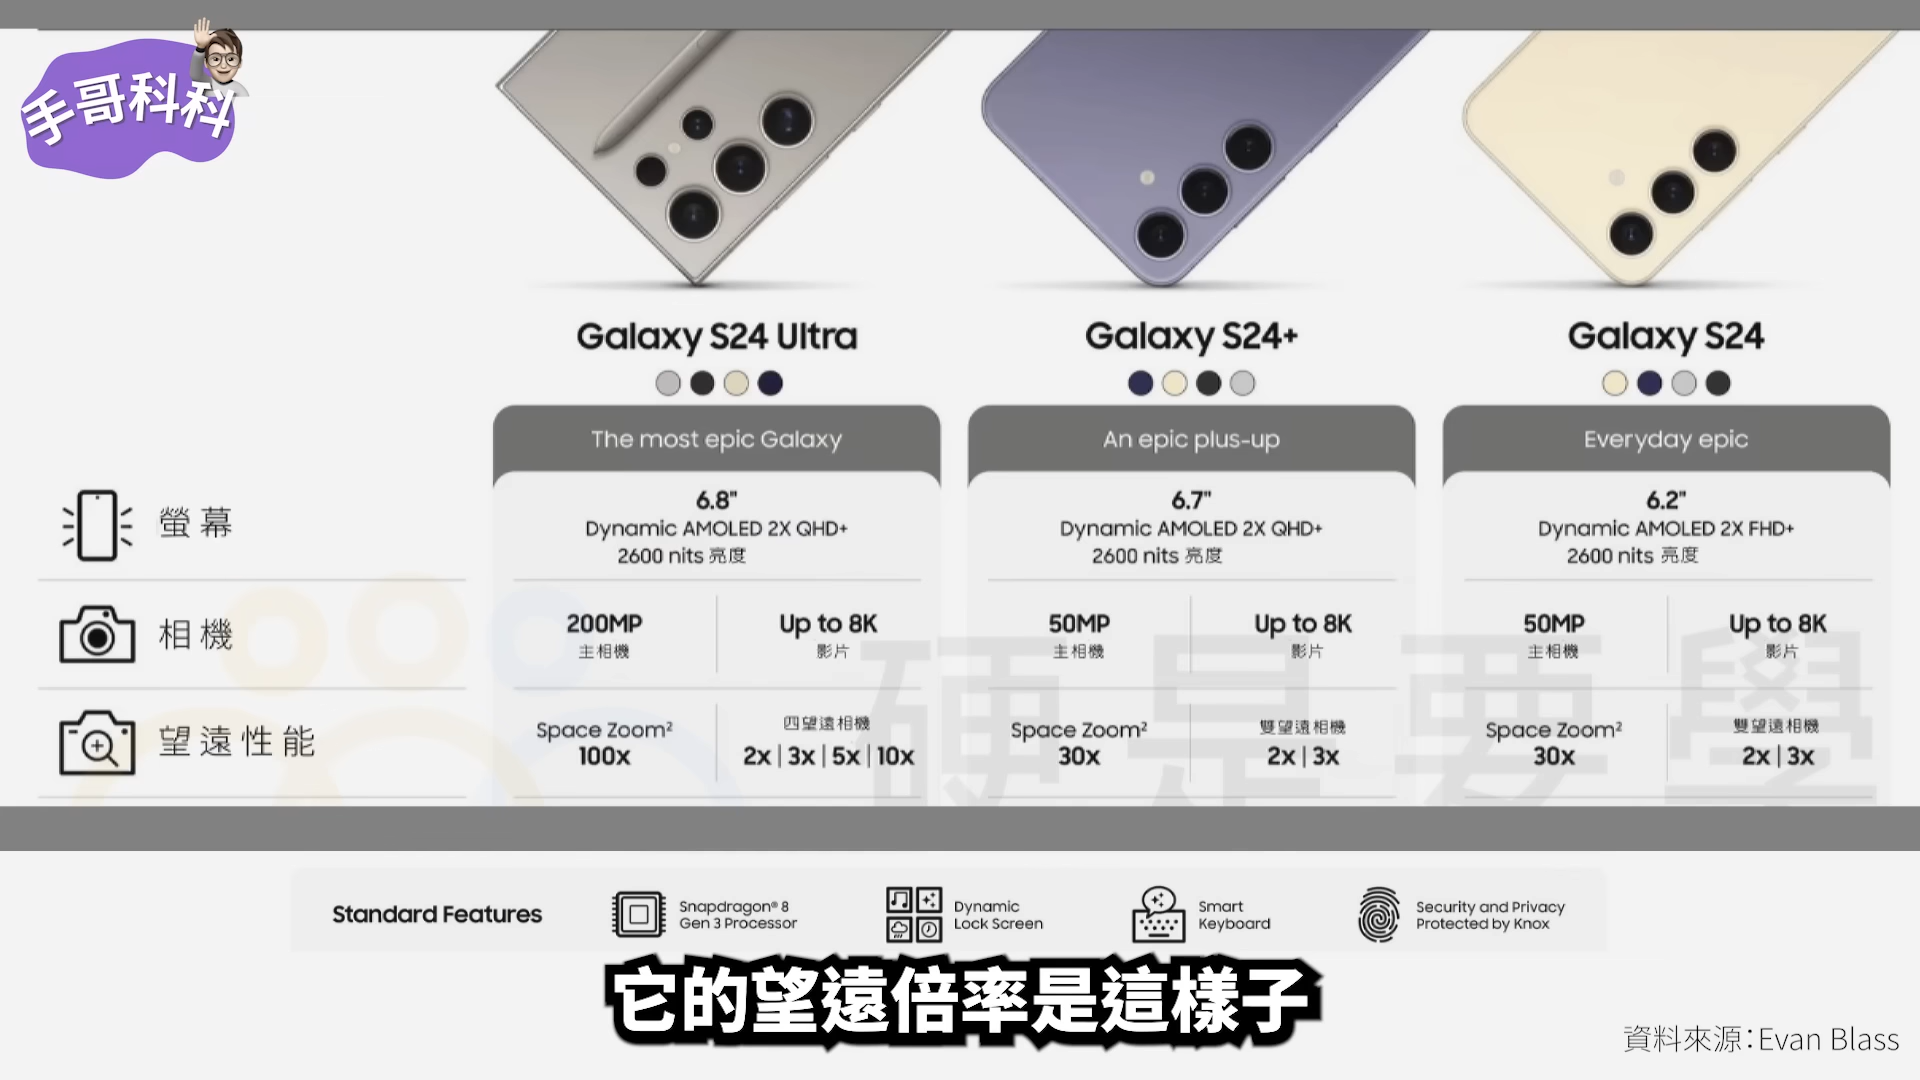 手哥科科
Galaxy S24 Ultra
Galaxy S24+
Galaxy S24
The most epic Galaxy
An epic plus-up
Everyday epic
螢幕
6.8"
Dynamic AMOLED 2X QHD+
2600 nits 亮度
6.7"
Dynamic AMOLED 2X QHD+
2600 nits 亮度
6.2"
Dynamic AMOLED 2X FHD+
2600 nits 亮度
相機
200MP
主相機
Up to 8K
影片
50MP
主相機
Up to 8K
影片
50MP
主相機
Up to 8K
影片
望遠性能
Space Zoom²
100x
四望遠相機
2x | 3x | 5x | 10x
Space Zoom²
30x
雙望遠相機
2x | 3x
Space Zoom²
30x
雙望遠相機
2x | 3x
硬是要學
Standard Features
Snapdragon® 8
Gen 3 Processor
Dynamic
Lock Screen
Smart
Keyboard
Security and Privacy
Protected by Knox
它的望遠倍率是這樣子
資料來源：Evan Blass